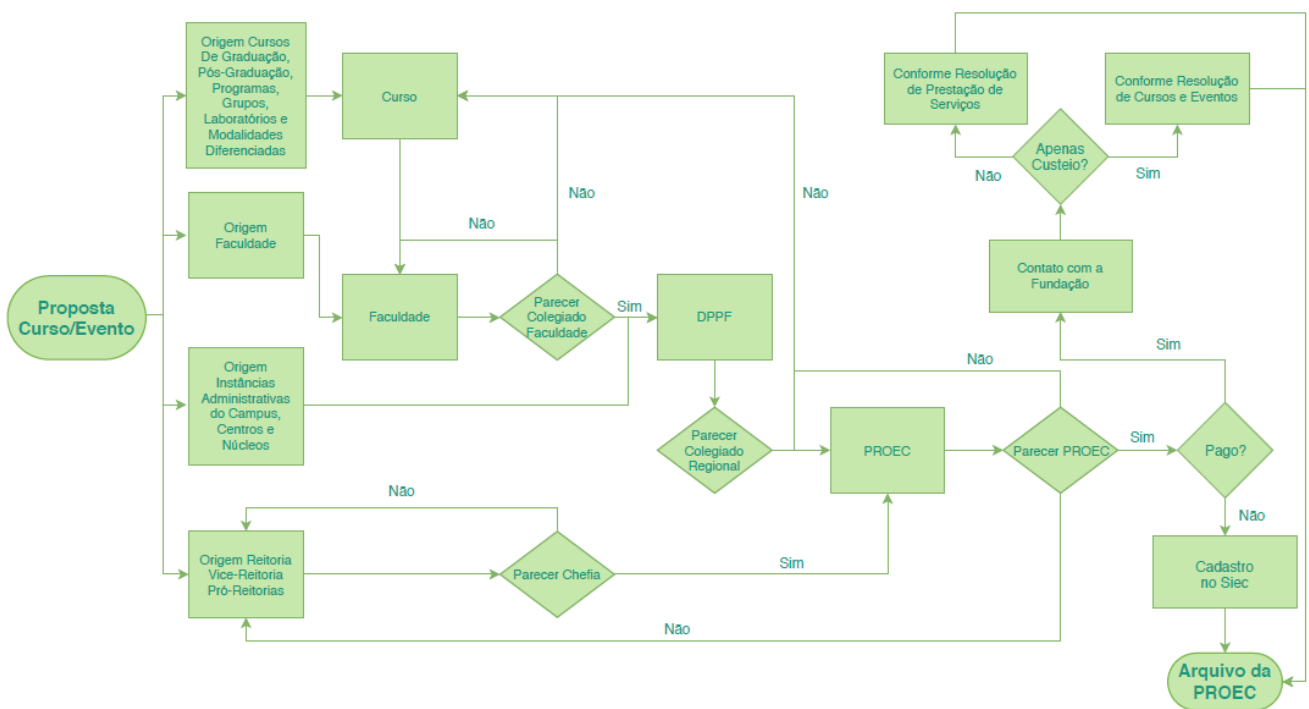 Proposta
Curso/Evento
Origem Cursos
De Graduação,
Pós-Graduação,
Programas,
Grupos,
Laboratórios e
Modalidades
Diferenciadas
Curso
Origem
Faculdade
Faculdade
Não
Não
Parecer
Colegiado
Faculdade
Sim
Origem
Instâncias
Administrativas
do Campus,
Centros e
Núcleos
DPPF
Parecer
Colegiado
Regional
Não
Não
Origem Reitoria
Vice-Reitoria
Pró-Reitorias
Não
Parecer Chefia
Sim
PROEC
Parecer PROEC
Não
Sim
Pago?
Sim
Contato com a
Fundação
Apenas
Custeio?
Não
Sim
Conforme Resolução
de Prestação de
Serviços
Conforme Resolução
de Cursos e Eventos
Não
Cadastro
no Siec
Arquivo da
PROEC